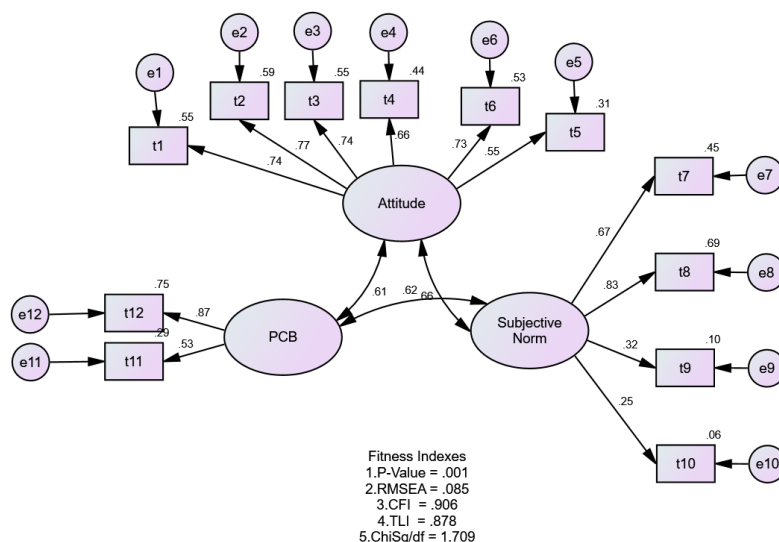 e1
e2
e3
e4
e6
e5
.55
.59
.55
.44
.53
.31
t1
t2
t3
t4
t6
t5
.74
.77
.74
.66
.73
.55
Attitude
.45
t7
e7
.67
.69
t8
e8
.83
.61
.62
.66
.75
e12
t12
.87
.29
e11
t11
.53
PCB
Subjective
Norm
.32
.10
t9
e9
.25
.06
t10
e10
Fitness Indexes
1.P-Value = .001
2.RMSEA = .085
3.CFI = .906
4.TLI = .878
5.ChiSq/df = 1.709